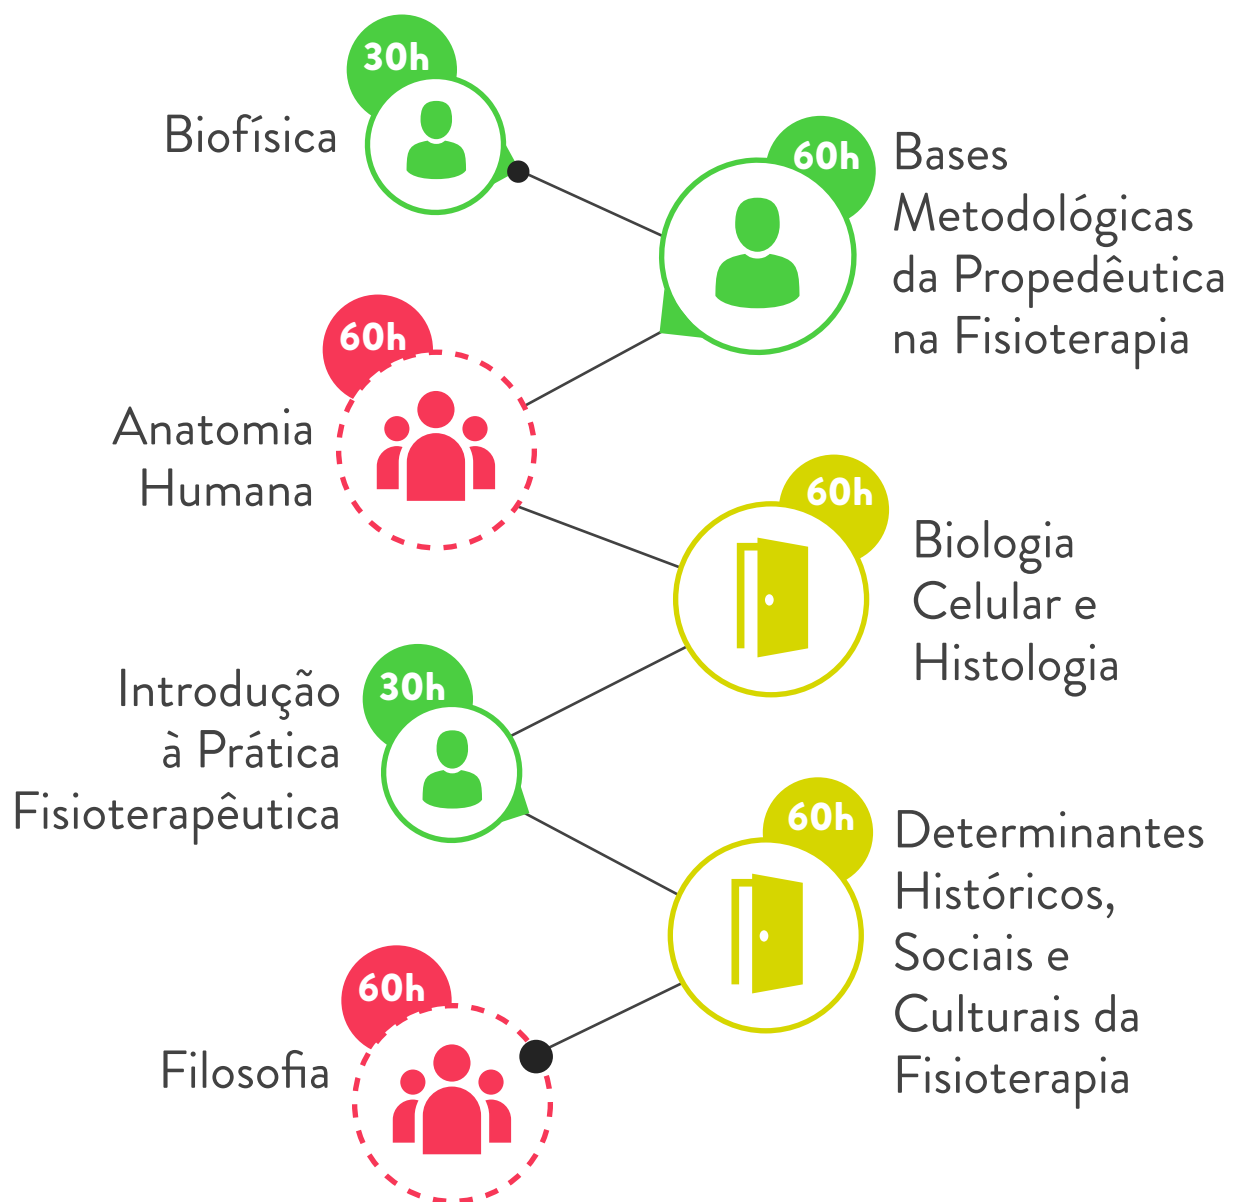 30h
Biofísica
60h
Bases
Metodológicas
da Propedêutica
na Fisioterapia
60h
Anatomia
Humana
60h
Biologia
Celular e
Histologia
30h
Introdução
à Prática
Fisioterapêutica
60h
Determinantes
Históricos,
Sociais e
Culturais da
Fisioterapia
60h
Filosofia